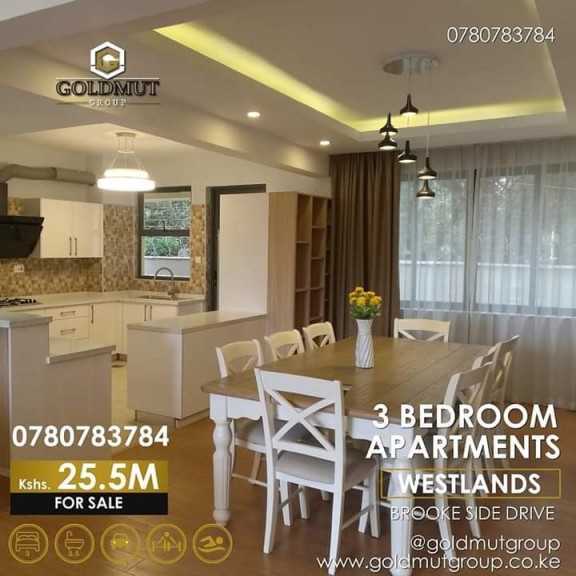 0780783784
GOLDMUT
GROUP
0780783784
Kshs. 25.5M
FOR SALE
3 BEDROOM
APARTMENTS
WESTLANDS
BROOKE SIDE DRIVE
@goldmutgroup
www.goldmutgroup.co.ke